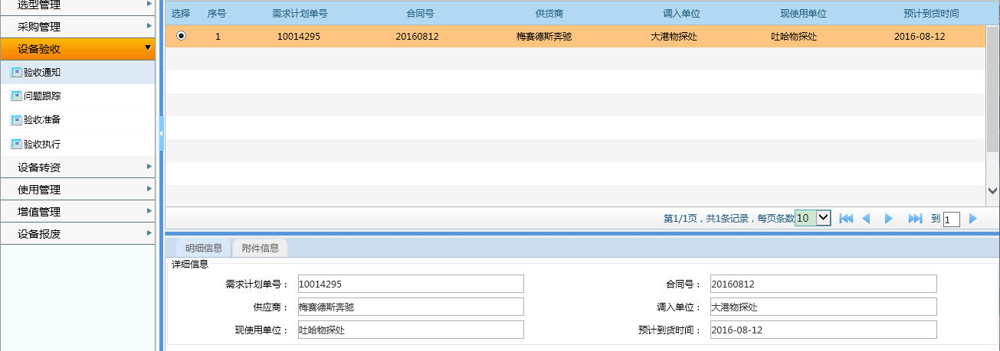 选型管理
采购管理
设备验收
验收通知
问题跟踪
验收准备
验收执行
设备转资
使用管理
增值管理
设备报废
选择 序号 需求计划单号 合同号 供货商 调入单位 现使用单位 预计到货时间
1 10014295 20160812 梅赛德斯奔驰 大港物探处 吐哈物探处 2016-08-12
第1/1页，共1条记录，每页条数 10 到 1
明细信息 附件信息
详细信息
需求计划单号： 10014295 合同号： 20160812
供应商： 梅赛德斯奔驰 调入单位： 大港物探处
现使用单位： 吐哈物探处 预计到货时间： 2016-08-12